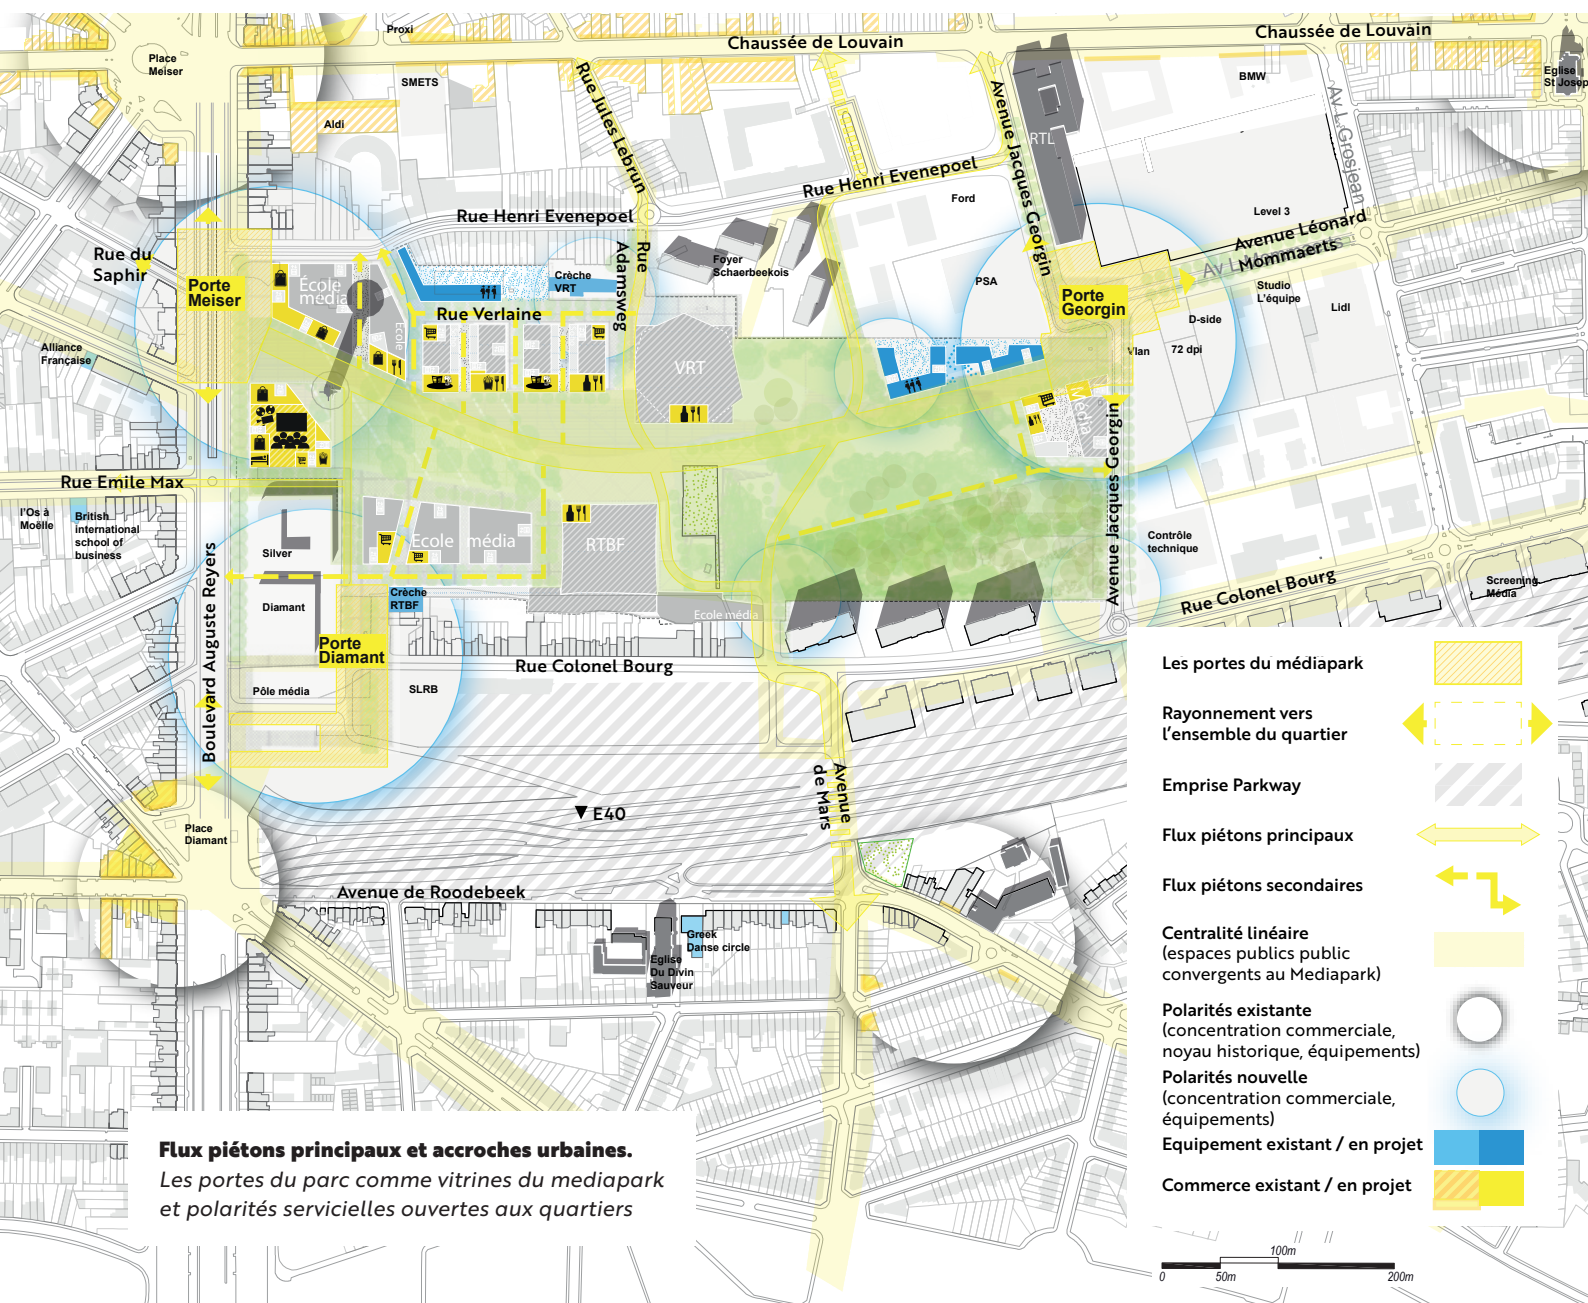 Proxi
Chaussée de Louvain
Chaussée de Louvain
Place
Meiser
SMETS
BMW
Eglise
St Josep
Aldi
Rue Jules Lebrun
Avenue Jacques Georgin
RTL
Av L.Grosjean
Rue Henri Evenepoel
Rue Henri Evenepoel
Ford
Level 3
Avenue Léonard
Mommaerts
Rue du
Saphir
Porte
Meiser
École
média
École
Crèche
VRT
Rue
Adamsweg
Foyer
Schaerbeekois
PSA
Porte
Georgin
Studio
L'équipe
Lidl
D-side
72 dpi
Rue Verlaine
VRT
Alliance
Française
Média
Avenue Jacques Georgin
Rue Emile Max
l'Os à
Moëlle
British
international
school of
business
Silver
Ecole média
RTBF
Contrôle
technique
Boulevard Auguste Reyers
Diamant
Crèche
RTBF
Ecole média
Rue Colonel Bourg
Screening
Média
Porte
Diamant
Rue Colonel Bourg
Pôle média
SLRB
Avenue
de Mars
E40
Place
Diamant
Avenue de Roodebeek
Greek
Danse circle
Eglise
Du Divin
Sauveur
Les portes du médiapark
Rayonnement vers
l'ensemble du quartier
Emprise Parkway
Flux piétons principaux
Flux piétons secondaires
Centralité linéaire
(espaces publics public
convergents au Mediapark)
Polarités existante
(concentration commerciale,
noyau historique, équipements)
Polarités nouvelle
(concentration commerciale,
équipements)
Equipement existant / en projet
Commerce existant / en projet
Flux piétons principaux et accroches urbaines.
Les portes du parc comme vitrines du mediapark
et polarités servicielles ouvertes aux quartiers
100m
0 50m 200m